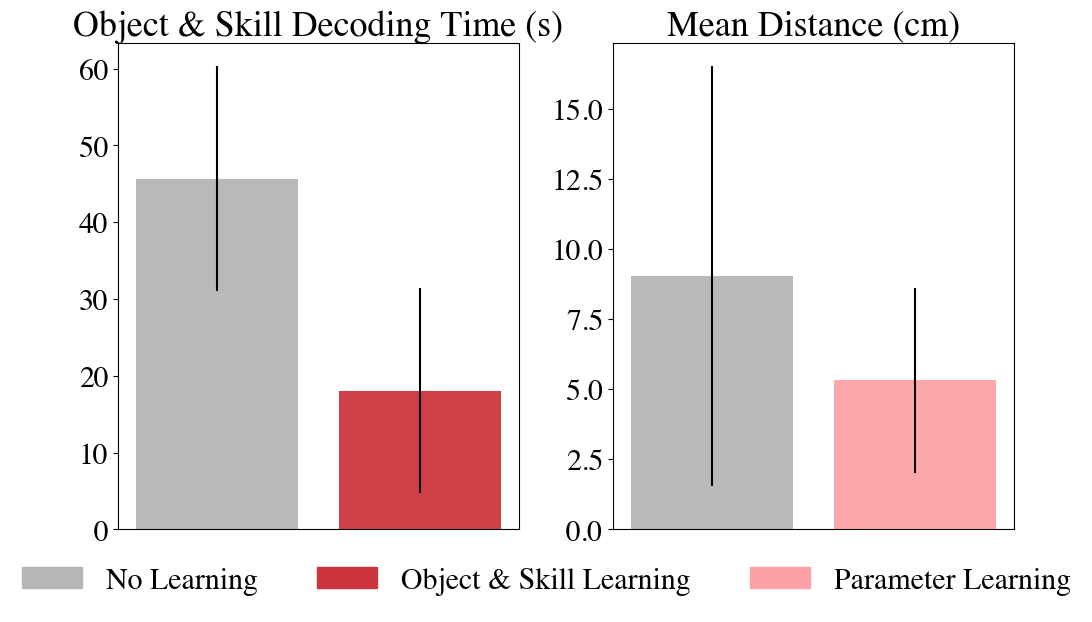 Object & Skill Decoding Time (s)
60
50
40
30
20
10
0
Mean Distance (cm)
15.0
12.5
10.0
7.5
5.0
2.5
0.0
No Learning
Object & Skill Learning
Parameter Learning